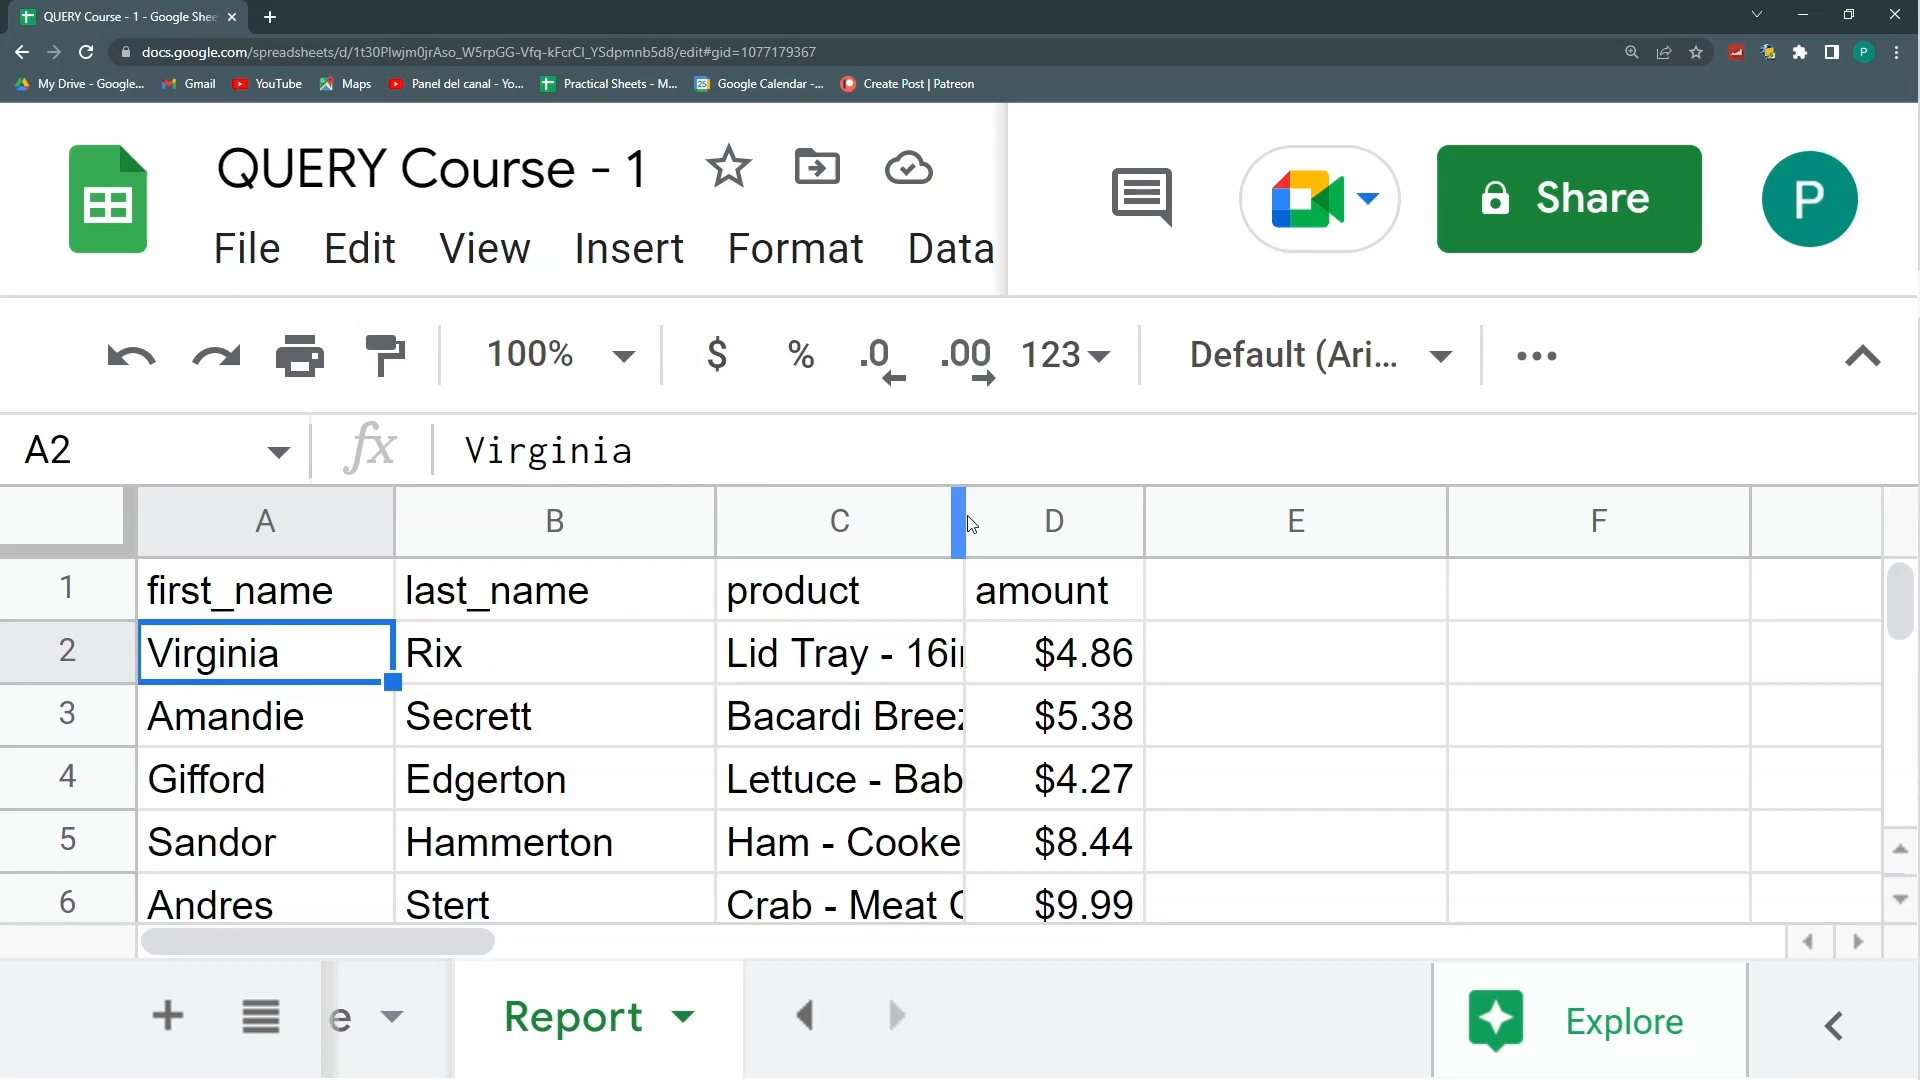 QUERY Course - 1 - Google Shee
docs.google.com/spreadsheets/d/1t30Plwjm0jrAso_W5rpGG-Vfq-kFcrCl_YSdpmnb5d8/edit#gid=1077179367
P
My Drive - Google... Gmail YouTube Maps Panel del canal - Yo... Practical Sheets - M... 25 Google Calendar -... Create Post | Patreon
QUERY Course - 1
Share
P
File Edit View Insert Format Data
100% $ % .0 .00 123 Default (Ari...
A2 fx Virginia
A B C D E F
1 first_name last_name product amount
2 Virginia Rix Lid Tray - 16i $4.86
3 Amandie Secrett Bacardi Bree $5.38
4 Gifford Edgerton Lettuce - Bab $4.27
5 Sandor Hammerton Ham - Cooke $8.44
6 Andres Stert Crab - Meat C $9.99
e Report Explore